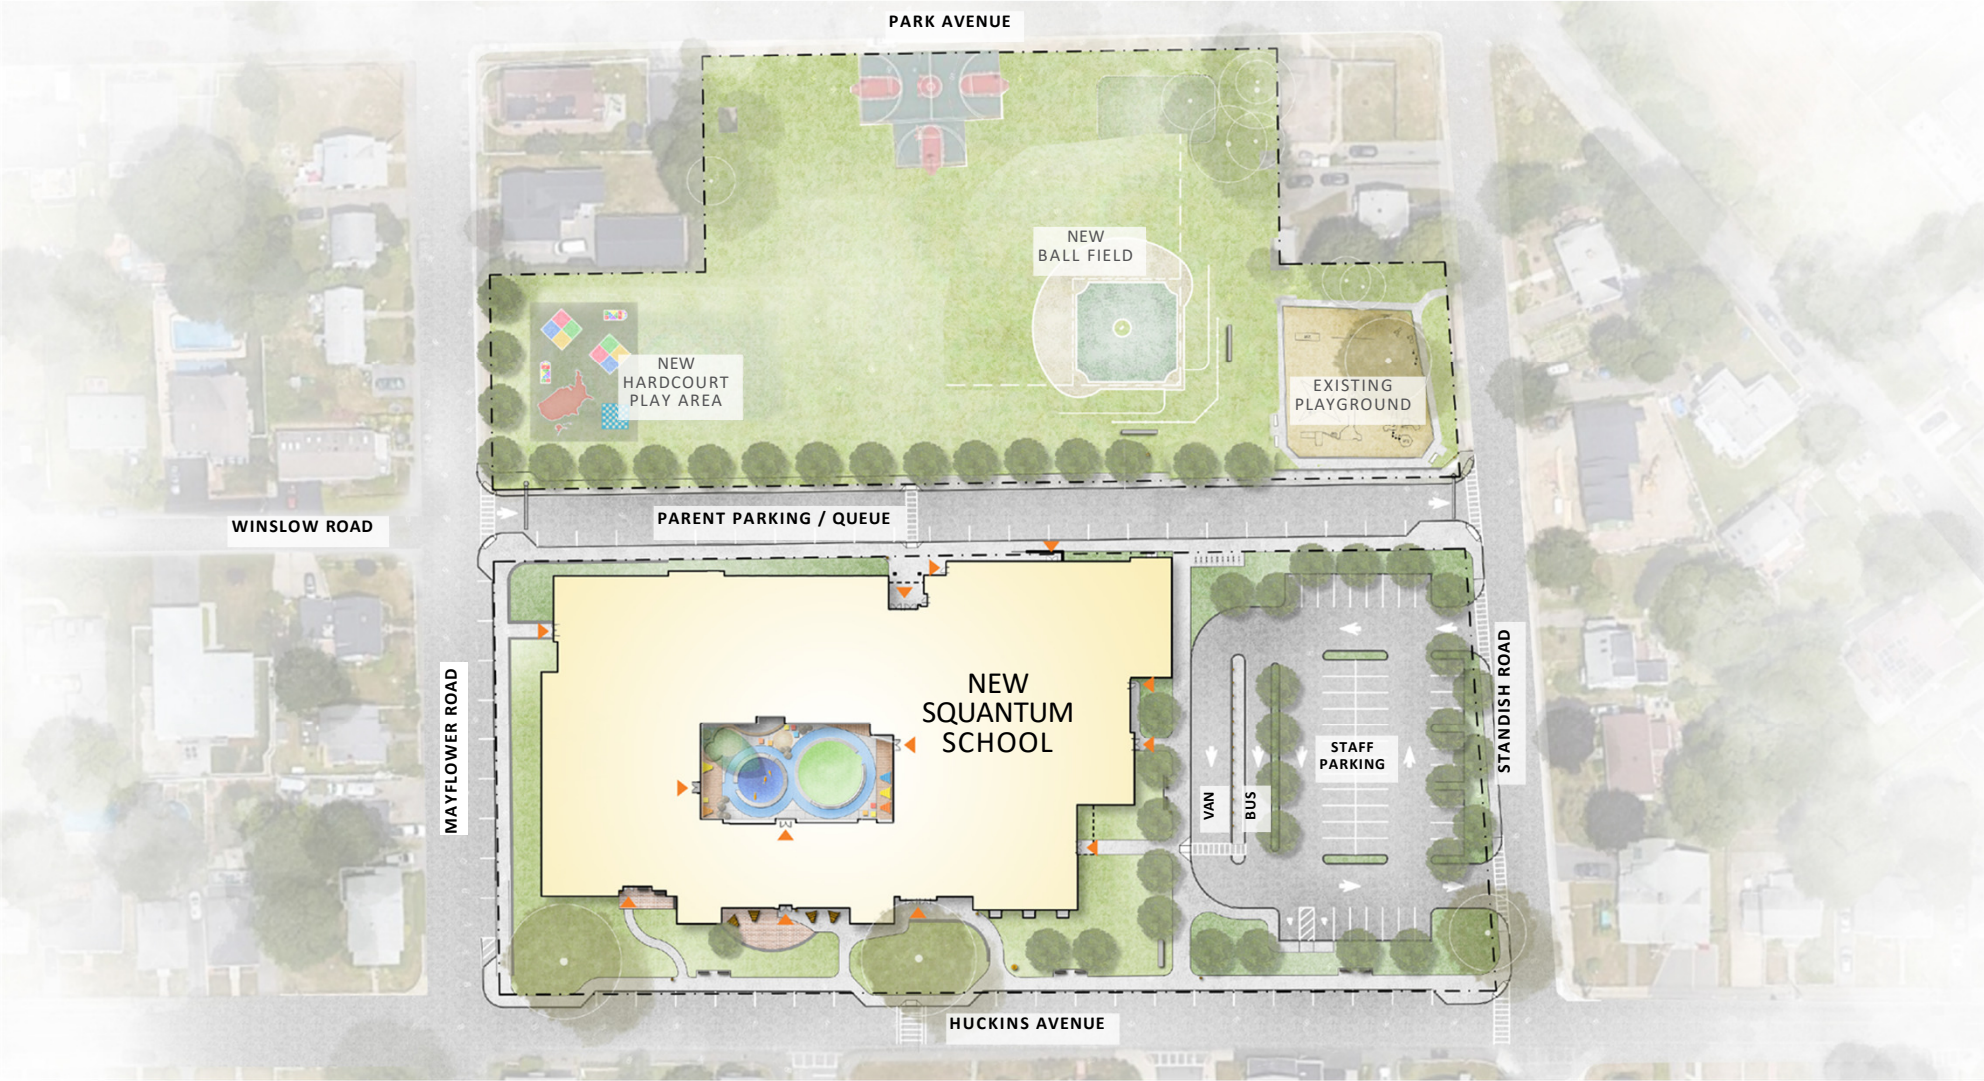 PARK AVENUE
NEW
BALL FIELD
NEW
HARDCOURT
PLAY AREA
EXISTING
PLAYGROUND
WINSLOW ROAD
PARENT PARKING / QUEUE
MAYFLOWER ROAD
NEW
SQUANTUM
SCHOOL
STANDISH ROAD
STAFF
PARKING
VAN
BUS
HUCKINS AVENUE